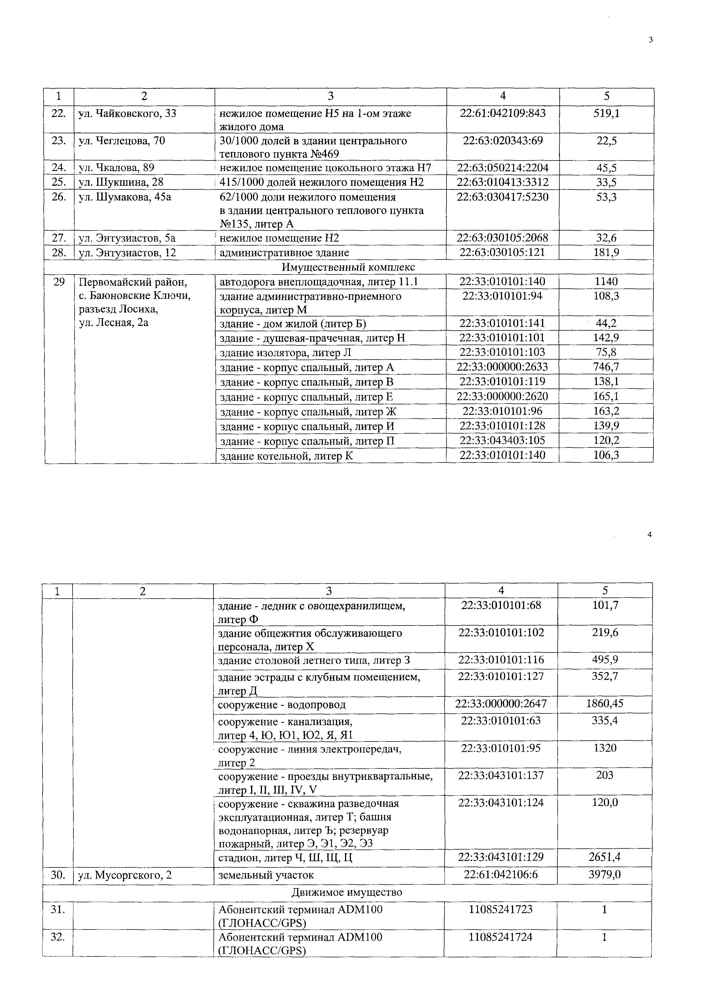 3
1 2 3 4 5
22. ул. Чайковского, 33 нежилое помещение Н5 на 1-ом этаже 22:61:042109:843 519,1
жилого дома
23. ул. Чеглецова, 70 30/1000 долей в здании центрального 22:63:020343:69 22,5
теплового пункта №469
24. ул. Чкалова, 89 нежилое помещение цокольного этажа Н7 22:63:050214:2204 45,5
25. ул. Шукшина, 28 415/1000 долей нежилого помещения Н2 22:63:010413:3312 33,5
26. ул. Шумакова, 45а 62/1000 доли нежилого помещения 22:63:030417:5230 53,3
в здании центрального теплового пункта
№135, литер А
27. ул. Энтузиастов, 5а нежилое помещение Н2 22:63:030105:2068 32,6
28. ул. Энтузиастов, 12 административное здание 22:63:030105:121 181,9
Имущественный комплекс
29 Первомайский район, автодорога внеплощадочная, литер 11.1 22:33:010101:140 1140
с. Баюновские Ключи, здание административно-приемного 22:33:010101:94 108,3
разъезд Лосиха, корпуса, литер М
ул. Лесная, 2а здание - дом жилой (литер Б) 22:33:010101:141 44,2
здание - душевая-прачечная, литер Н 22:33:010101:101 142,9
здание изолятора, литер Л 22:33:010101:103 75,8
здание - корпус спальный, литер А 22:33:000000:2633 746,7
здание - корпус спальный, литер В 22:33:010101:119 138,1
здание - корпус спальный, литер Е 22:33:000000:2620 165,1
здание - корпус спальный, литер Ж 22:33:010101:96 163,2
здание - корпус спальный, литер И 22:33:010101:128 139,9
здание - корпус спальный, литер П 22:33:043403:105 120,2
здание котельной, литер К 22:33:010101:140 106,3
4
1 2 3 4 5
здание - ледник с овощехранилищем, 22:33:010101:68 101,7
литер Ф
здание общежития обслуживающего 22:33:010101:102 219,6
персонала, литер Х
здание столовой летнего типа, литер З 22:33:010101:116 495,9
здание эстрады с клубным помещением, 22:33:010101:127 352,7
литер Д
сооружение - водопровод 22:33:000000:2647 1860,45
сооружение - канализация, 22:33:010101:63 335,4
литер 4, Ю, Ю1, Ю2, Я, Я1
сооружение - линия электропередач, 22:33:010101:95 1320
литер 2
сооружение - проезды внутриквартальные, 22:33:043101:137 203
литер I, II, III, IV, V
сооружение - скважина разведочная 22:33:043101:124 120,0
эксплуатационная, литер Т; башня
водонапорная, литер Ъ; резервуар
пожарный, литер Э, Э1, Э2, Э3
стадион, литер Ч, Ш, Щ, Ц 22:33:043101:129 2651,4
30. ул. Мусоргского, 2 земельный участок 22:61:042106:6 3979,0
Движимое имущество
31. Абонентский терминал ADM100 11085241723 1
(ГЛОНАСС/GPS)
32. Абонентский терминал ADM100 11085241724 1
(ГЛОНАСС/GPS)